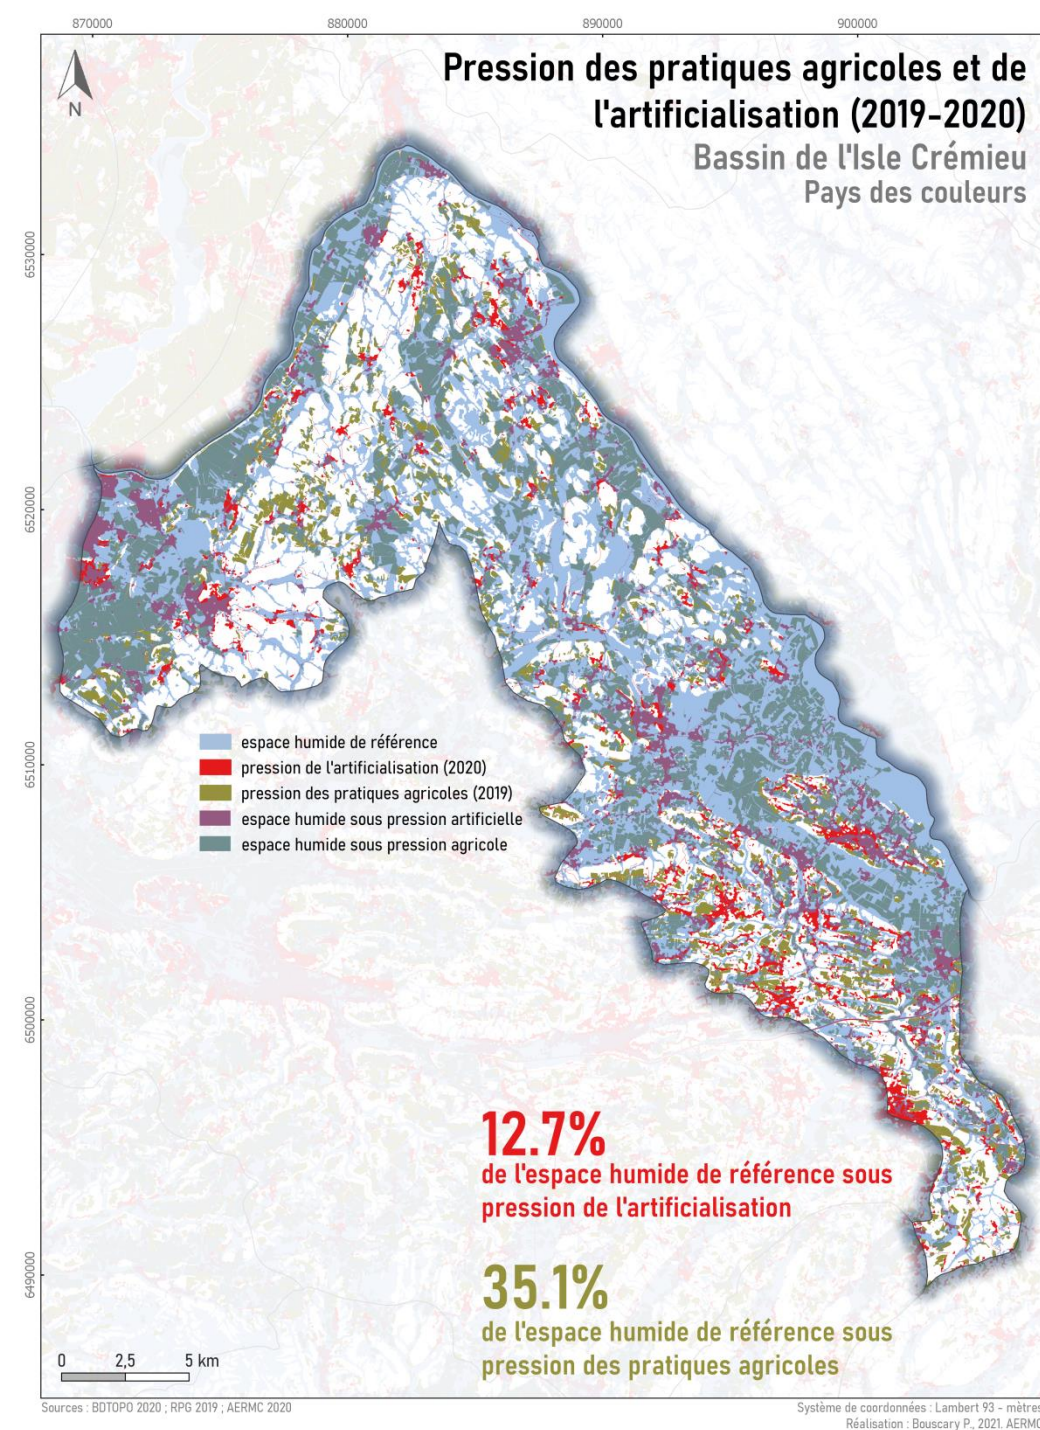 870000
880000
890000
900000
N
Pression des pratiques agricoles et de
l'artificialisation (2019-2020)
Bassin de l'Isle Crémieu
Pays des couleurs
6530000
6520000
6510000
6500000
6490000
espace humide de référence
pression de l'artificialisation (2020)
pression des pratiques agricoles (2019)
espace humide sous pression artificielle
espace humide sous pression agricole
12.7%
de l'espace humide de référence sous
pression de l'artificialisation
35.1%
de l'espace humide de référence sous
pression des pratiques agricoles
0 2,5 5 km
Sources : BDTOPO 2020 ; RPG 2019 ; AERMC 2020
Système de coordonnées : Lambert 93 - mètres
Réalisation : Bouscary P., 2021. AERMC